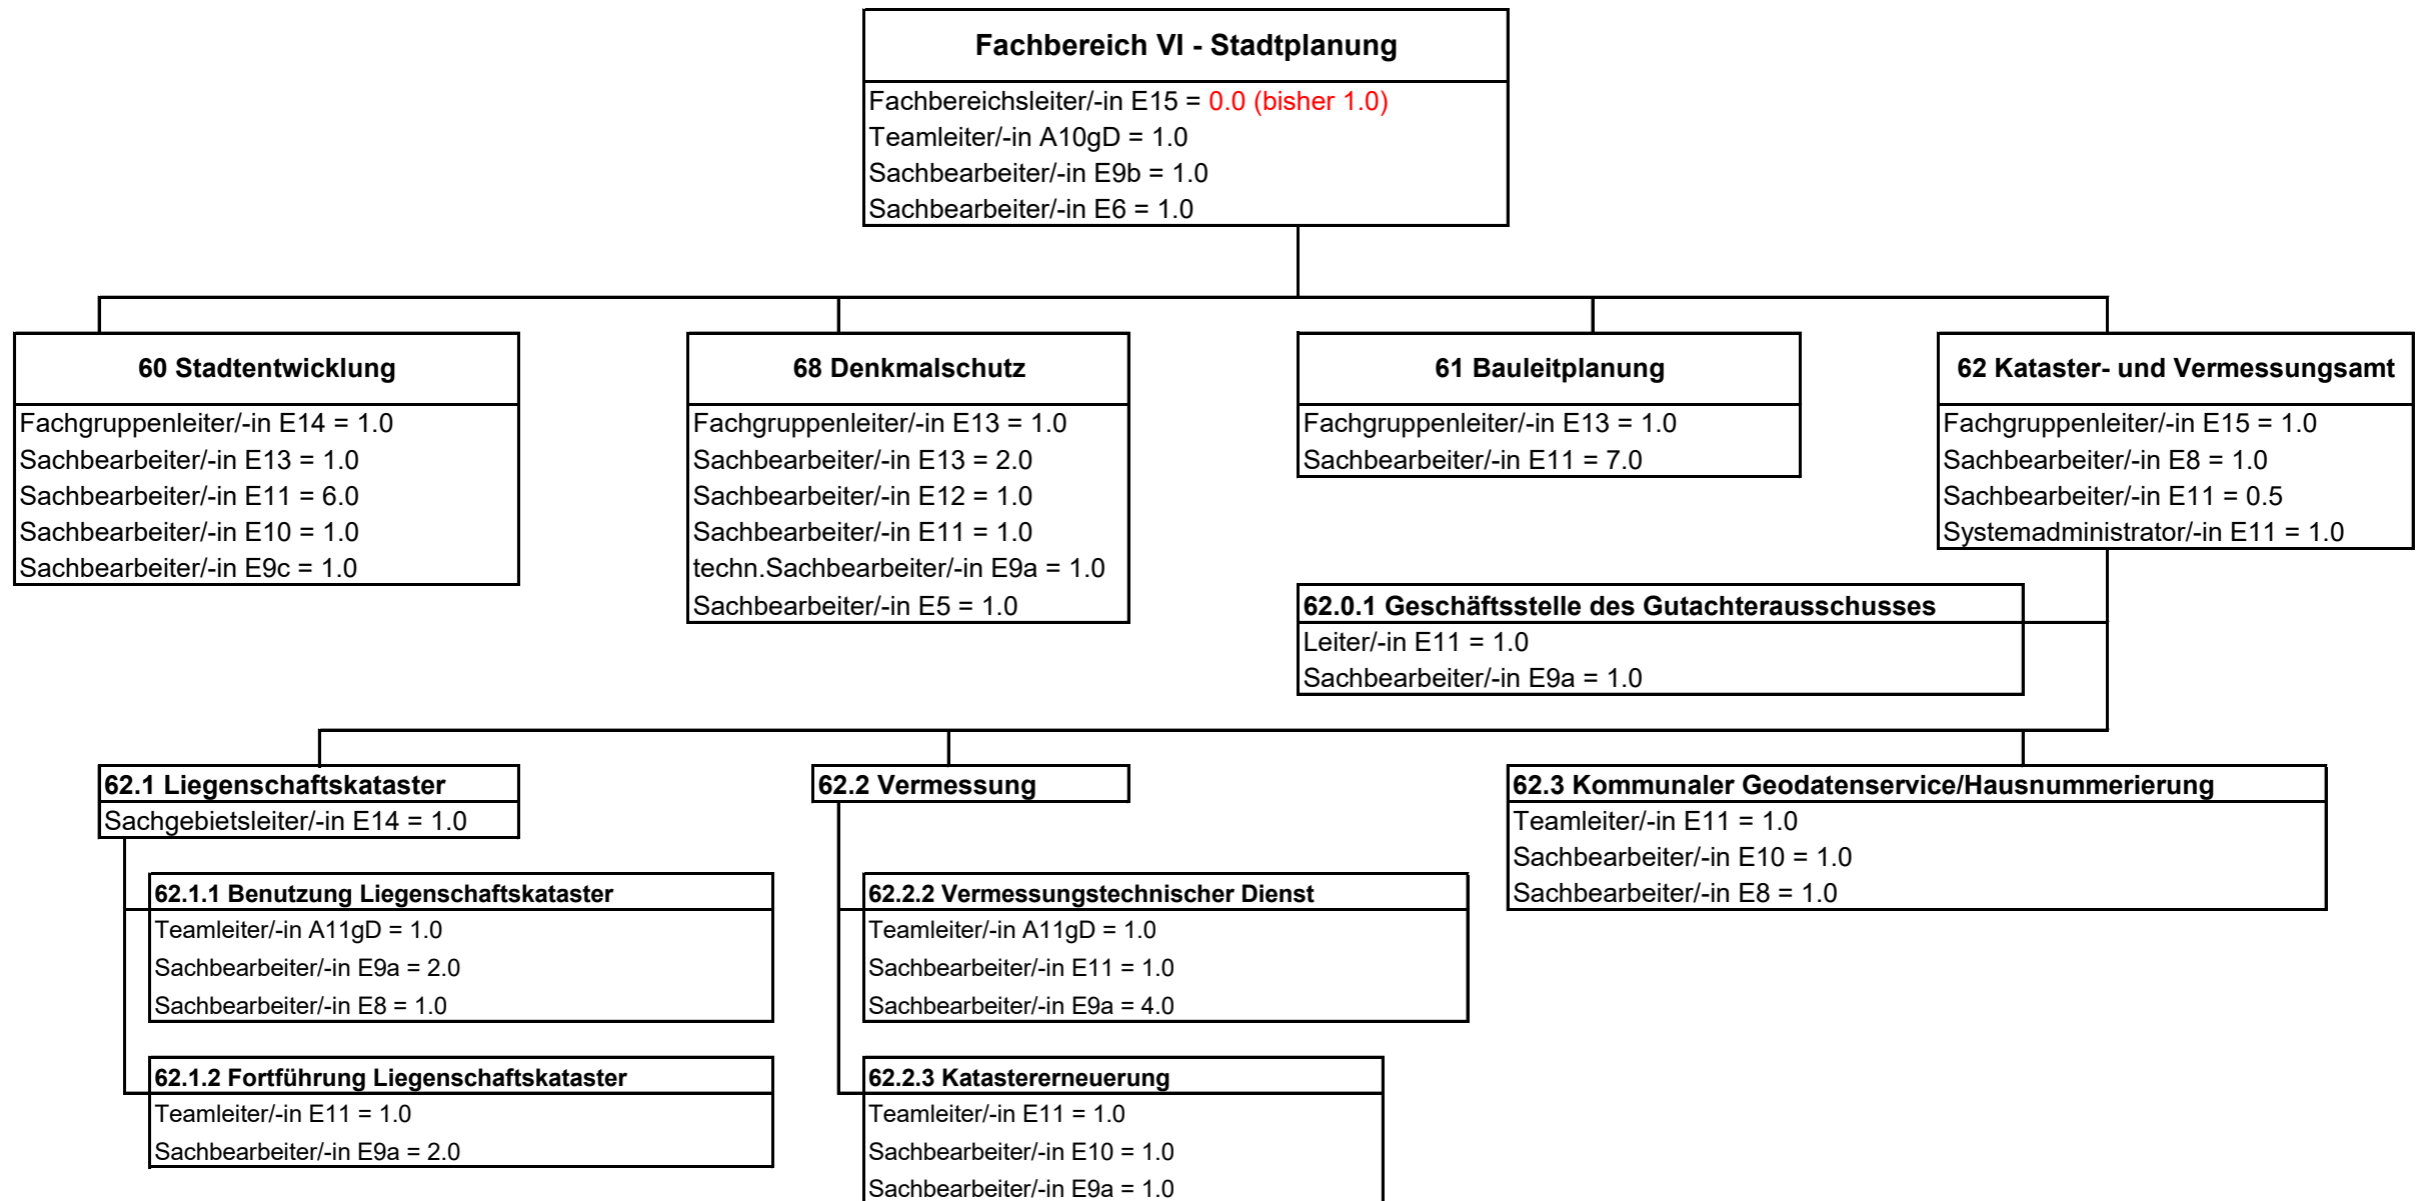 Fachbereich VI - Stadtplanung
Fachbereichsleiter/-in E15 = 0.0 (bisher 1.0)
Teamleiter/-in A10gD = 1.0
Sachbearbeiter/-in E9b = 1.0
Sachbearbeiter/-in E6 = 1.0
60 Stadtentwicklung
Fachgruppenleiter/-in E14 = 1.0
Sachbearbeiter/-in E13 = 1.0
Sachbearbeiter/-in E11 = 6.0
Sachbearbeiter/-in E10 = 1.0
Sachbearbeiter/-in E9c = 1.0
68 Denkmalschutz
Fachgruppenleiter/-in E13 = 1.0
Sachbearbeiter/-in E13 = 2.0
Sachbearbeiter/-in E12 = 1.0
Sachbearbeiter/-in E11 = 1.0
techn.Sachbearbeiter/-in E9a = 1.0
Sachbearbeiter/-in E5 = 1.0
61 Bauleitplanung
Fachgruppenleiter/-in E13 = 1.0
Sachbearbeiter/-in E11 = 7.0
62 Kataster- und Vermessungsamt
Fachgruppenleiter/-in E15 = 1.0
Sachbearbeiter/-in E8 = 1.0
Sachbearbeiter/-in E11 = 0.5
Systemadministrator/-in E11 = 1.0
62.0.1 Geschäftsstelle des Gutachterausschusses
Leiter/-in E11 = 1.0
Sachbearbeiter/-in E9a = 1.0
62.1 Liegenschaftskataster
Sachgebietsleiter/-in E14 = 1.0
62.1.1 Benutzung Liegenschaftskataster
Teamleiter/-in A11gD = 1.0
Sachbearbeiter/-in E9a = 2.0
Sachbearbeiter/-in E8 = 1.0
62.1.2 Fortführung Liegenschaftskataster
Teamleiter/-in E11 = 1.0
Sachbearbeiter/-in E9a = 2.0
62.2 Vermessung
62.2.2 Vermessungstechnischer Dienst
Teamleiter/-in A11gD = 1.0
Sachbearbeiter/-in E11 = 1.0
Sachbearbeiter/-in E9a = 4.0
62.2.3 Katastererneuerung
Teamleiter/-in E11 = 1.0
Sachbearbeiter/-in E10 = 1.0
Sachbearbeiter/-in E9a = 1.0
62.3 Kommunaler Geodatenservice/Hausnummerierung
Teamleiter/-in E11 = 1.0
Sachbearbeiter/-in E10 = 1.0
Sachbearbeiter/-in E8 = 1.0